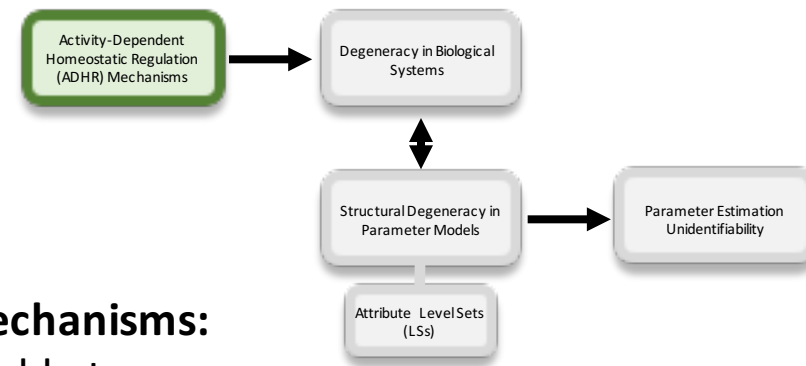 Activity-Dependent
Homeostatic Regulation
(ADHR) Mechanisms
Degeneracy in Biological
Systems
Structural Degeneracy in
Parameter Models
Parameter Estimation
Unidentifiability
Attribute Level Sets
(LSs)
echanisms: